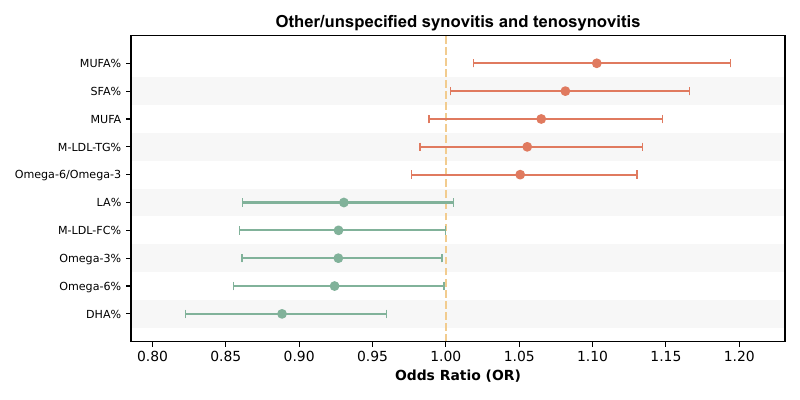 Other/unspecified synovitis and tenosynovitis
MUFA%
SFA%
MUFA
M-LDL-TG%
Omega-6/Omega-3
LA%
M-LDL-FC%
Omega-3%
Omega-6%
DHA%
0.80 0.85 0.90 0.95 1.00 1.05 1.10 1.15 1.20
Odds Ratio (OR)